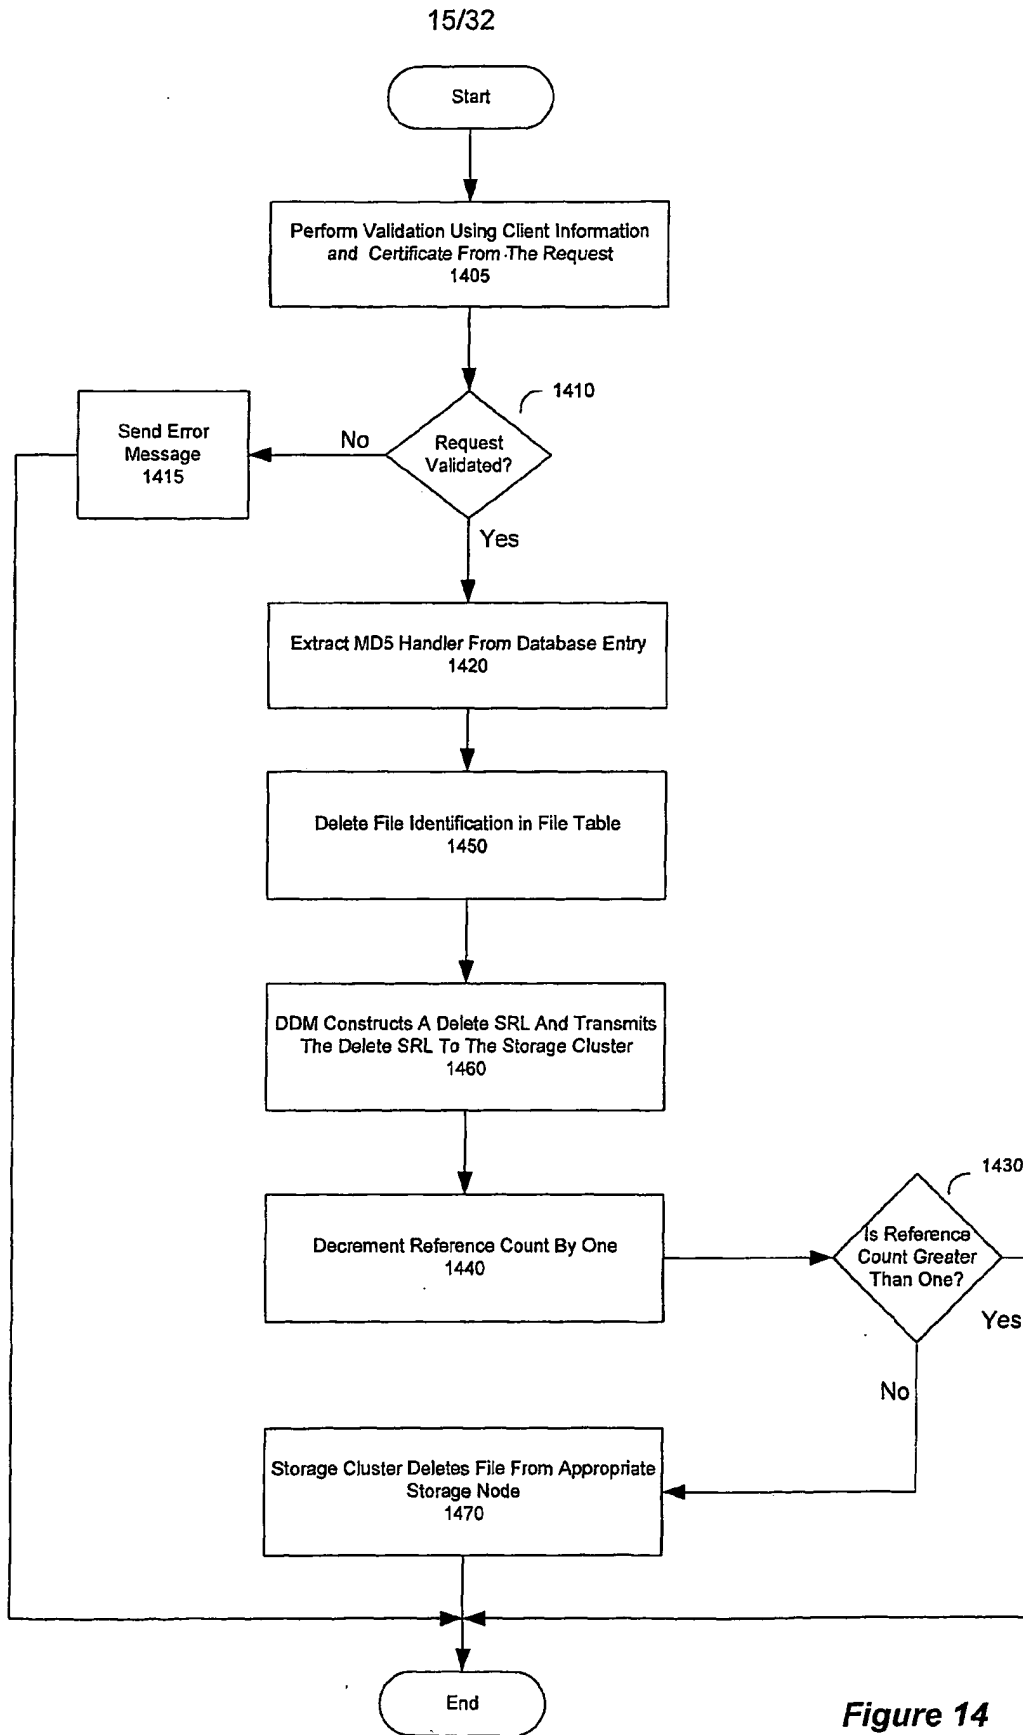 15/32
Start
Perform Validation Using Client Information
and Certificate From The Request
1405
1410
Send Error
Message
1415
No
Request
Validated?
Yes
Extract MD5 Handler From Database Entry
1420
Delete File Identification in File Table
1450
DDM Constructs A Delete SRL And Transmits
The Delete SRL To The Storage Cluster
1460
1430
Decrement Reference Count By One
1440
Is Reference
Count Greater
Than One?
Yes
No
Storage Cluster Deletes File From Appropriate
Storage Node
1470
End
Figure 14